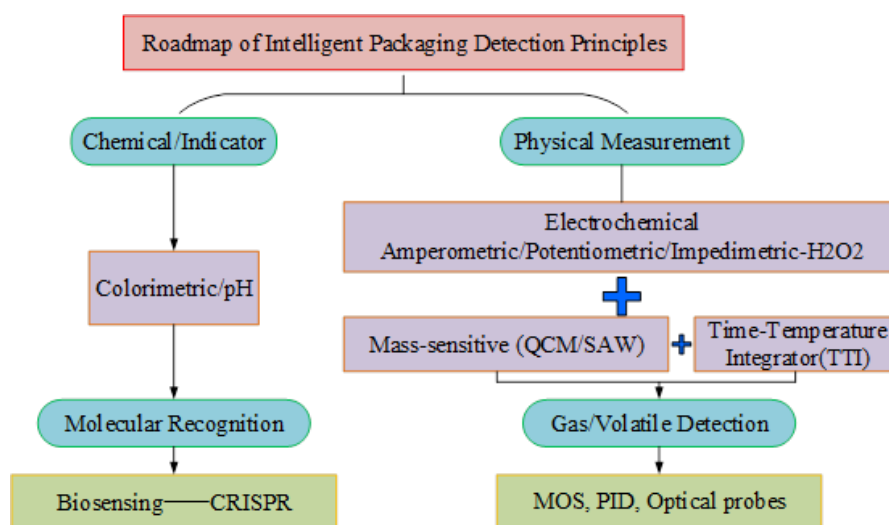 Roadmap of Intelligent Packaging Detection Principles
Chemical/Indicator
Physical Measurement
Electrochemical
Amperometric/Potentiometric/Impedimetric-H2O2
Colorimetric/pH
Mass-sensitive (QCM/SAW)
Time-Temperature
Integrator(TTI)
Molecular Recognition
Gas/Volatile Detection
Biosensing——CRISPR
MOS, PID, Optical probes